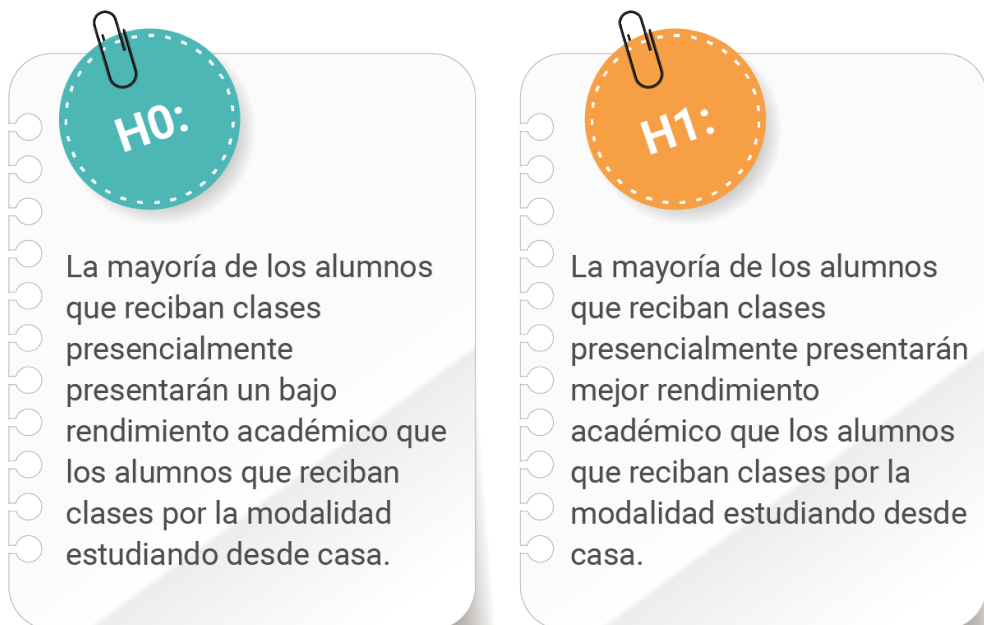 H0:
La mayoría de los alumnos
que reciban clases
presencialmente
presentarán un bajo
rendimiento académico que
los alumnos que reciban
clases por la modalidad
estudiando desde casa.
H1:
La mayoría de los alumnos
que reciban clases
presencialmente presentarán
mejor rendimiento
académico que los alumnos
que reciban clases por la
modalidad estudiando desde
casa.